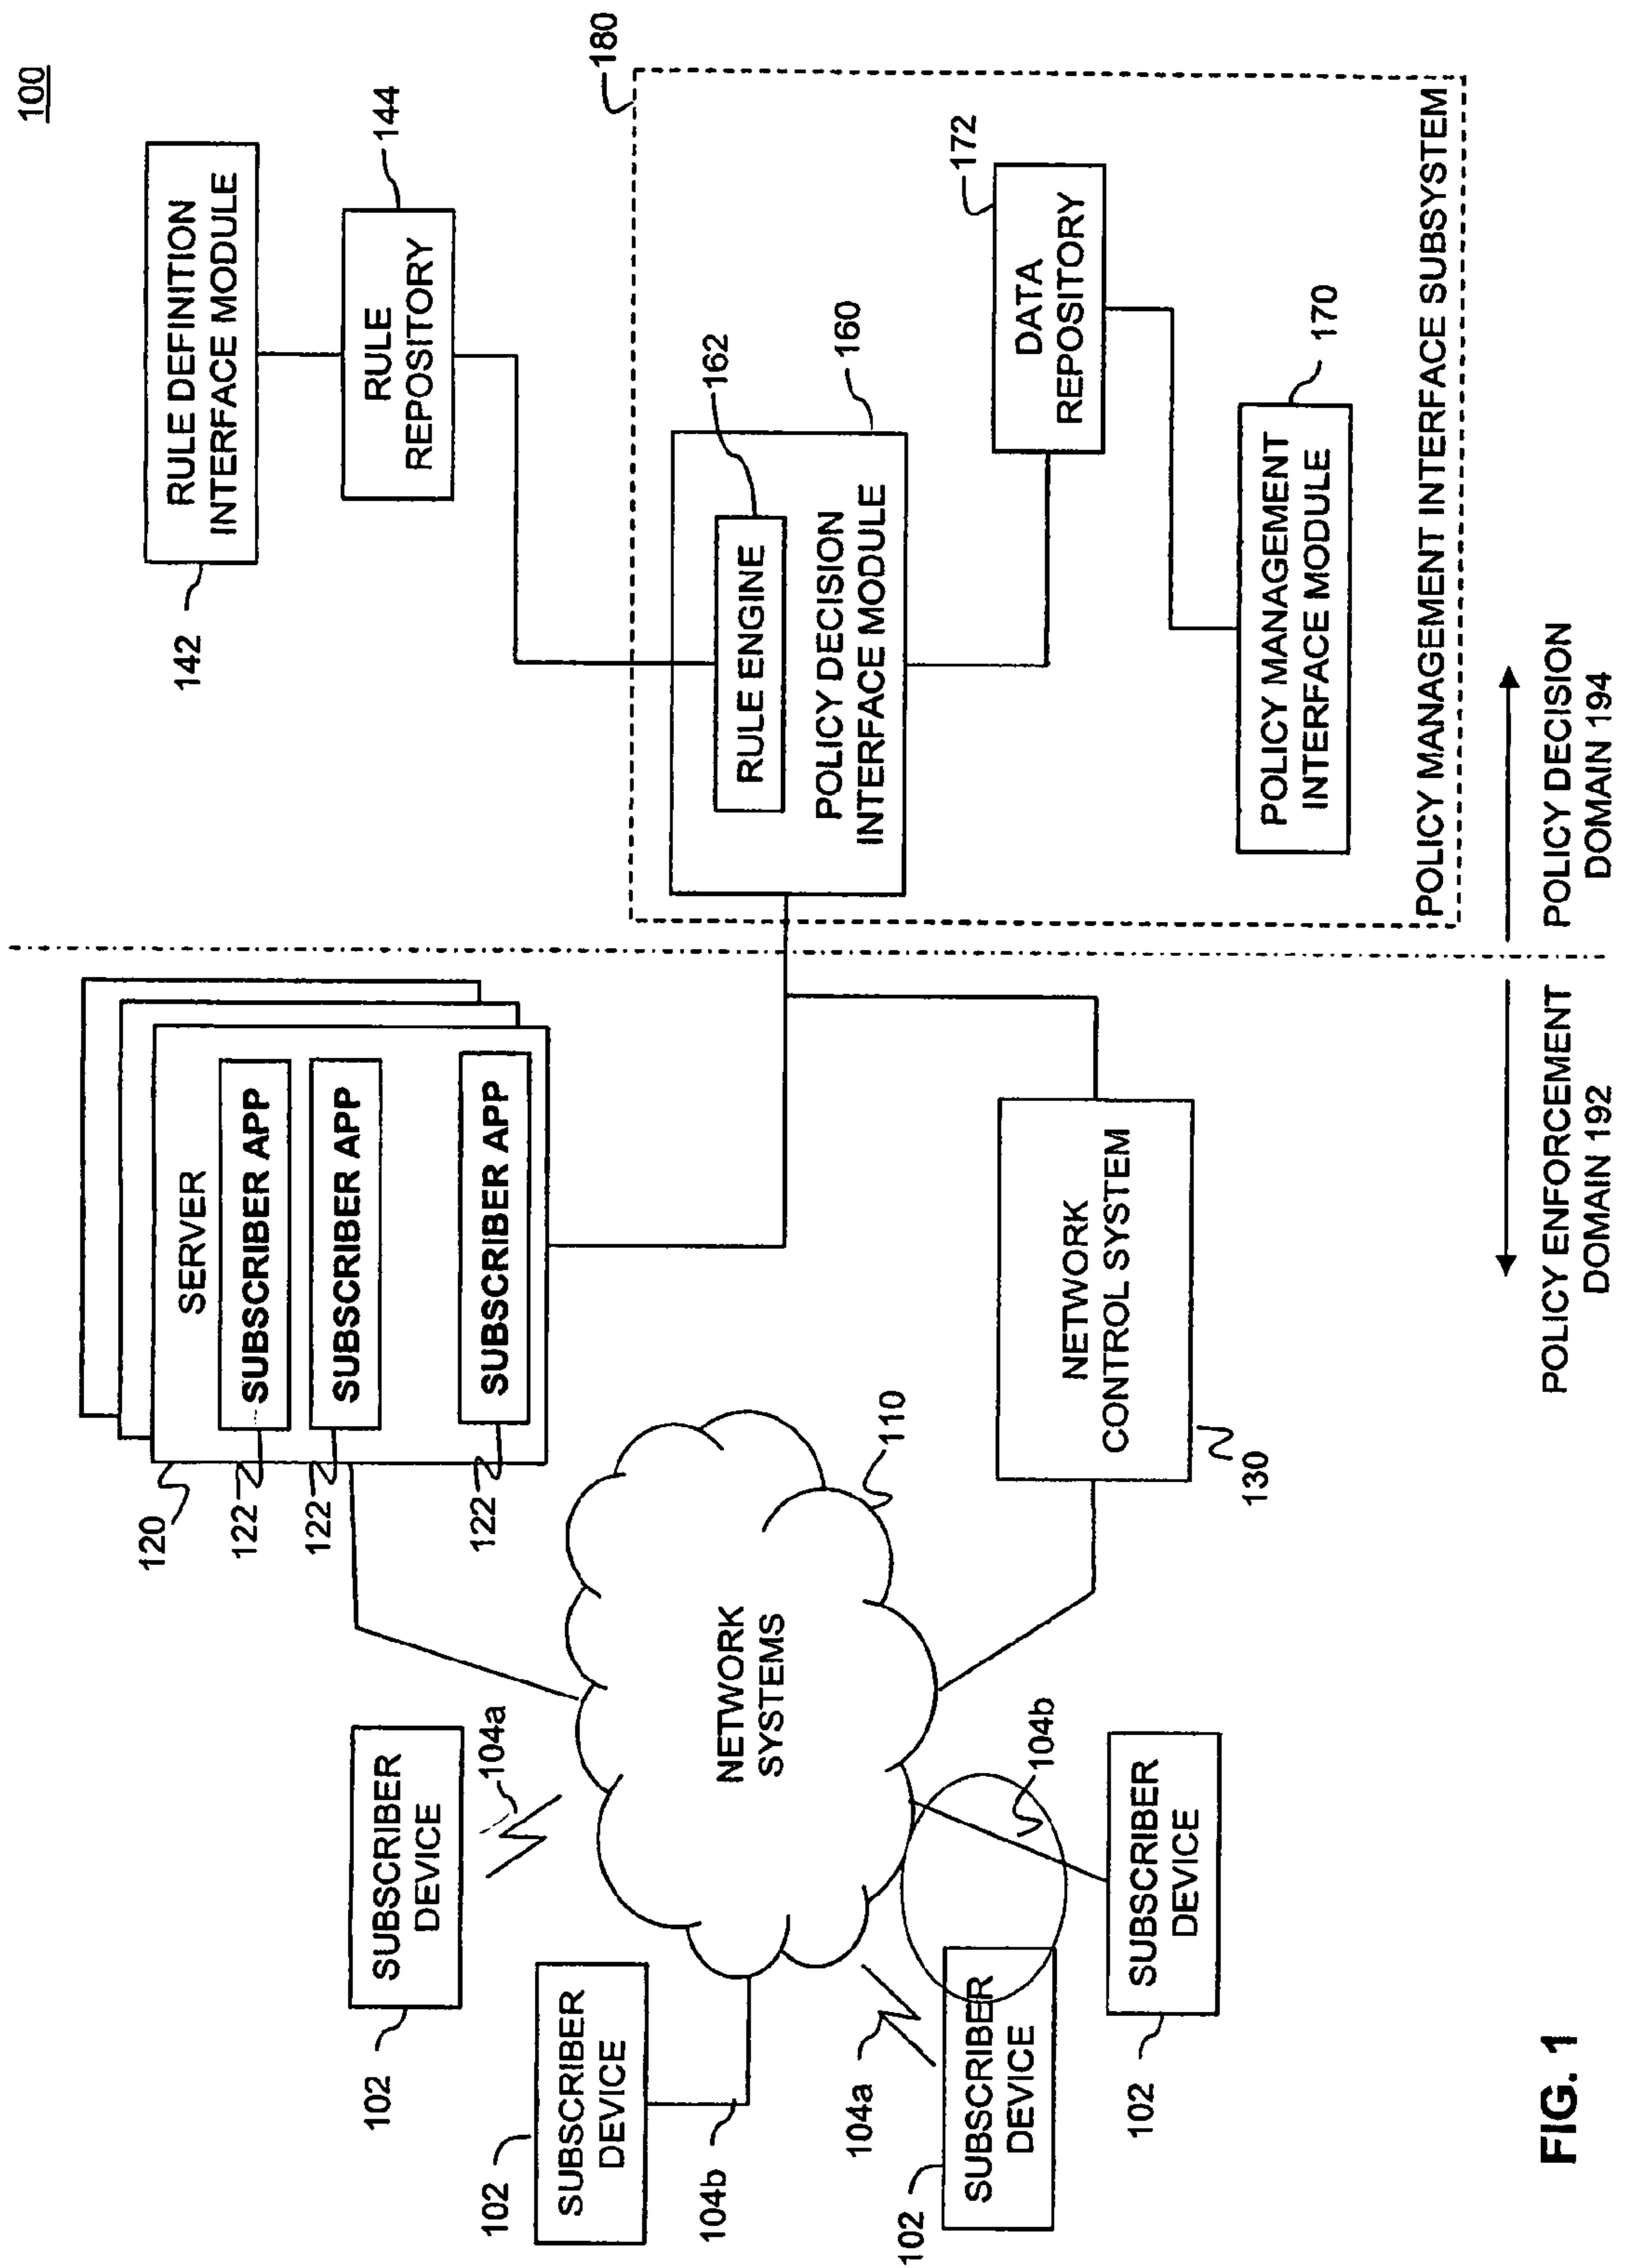 100
RULE DEFINITION
INTERFACE MODULE
142
RULE
REPOSITORY
144
180
RULE ENGINE
162
POLICY DECISION
INTERFACE MODULE
160
DATA
REPOSITORY
172
POLICY MANAGEMENT
INTERFACE MODULE
170
POLICY MANAGEMENT INTERFACE SUBSYSTEM
POLICY DECISION
DOMAIN 194
POLICY ENFORCEMENT
DOMAIN 192
SERVER
SUBSCRIBER APP
SUBSCRIBER APP
SUBSCRIBER APP
120
122
122
122
NETWORK
CONTROL SYSTEM
130
NETWORK
SYSTEMS
110
SUBSCRIBER
DEVICE
102
104a
SUBSCRIBER
DEVICE
102
104b
SUBSCRIBER
DEVICE
102
104a
SUBSCRIBER
DEVICE
102
104b
FIG. 1